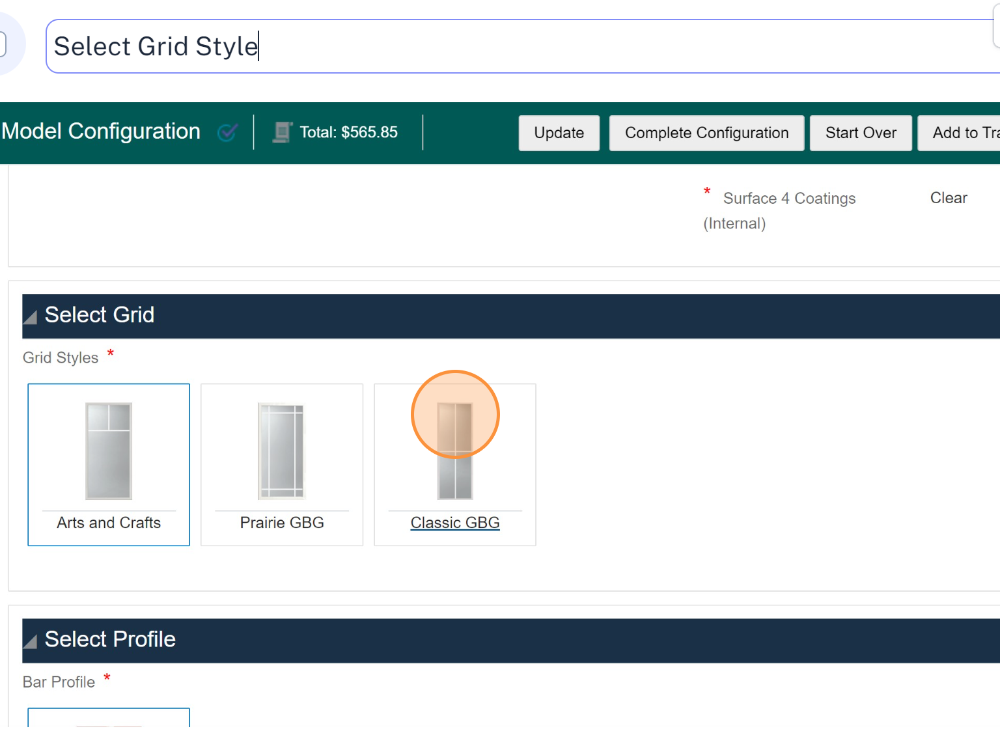 Select Grid Style
Model Configuration
Total: $565.85
Update
Complete Configuration
Start Over
Add to Tra
* Surface 4 Coatings
(Internal)
Clear
Select Grid
Grid Styles *
Arts and Crafts
Prairie GBG
Classic GBG
Select Profile
Bar Profile *